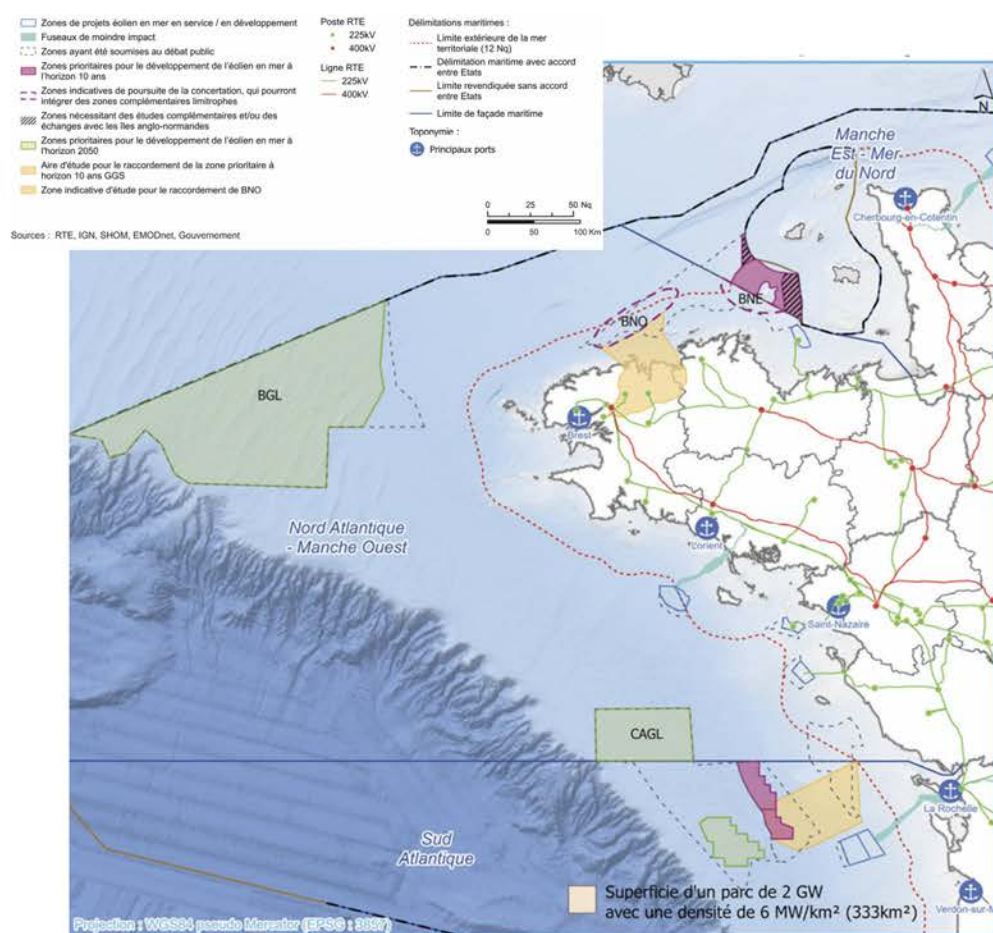 Zones de projets éolien en mer en service / en développement
Fuseaux de moindre impact
Zones ayant été soumises au débat public
Zones prioritaires pour le développement de l'éolien en mer à
l'horizon 10 ans
Zones indicatives de poursuite de la concertation, qui pourront
intégrer des zones complémentaires limitrophes
Zones nécessitant des études complémentaires et/ou des
échanges avec les îles anglo-normandes
Zones prioritaires pour le développement de l'éolien en mer à
l'horizon 2050
Aire d'étude pour le raccordement de la zone prioritaire à
horizon 10 ans GGS
Zone indicative d'étude pour le raccordement de BNO
Poste RTE
225kV
400kV
Ligne RTE
225kV
400kV
Délimitations maritimes :
Limite extérieure de la mer
territoriale (12 Nq)
Délimitation maritime avec accord
entre Etats
Limite revendiquée sans accord
entre Etats
Limite de façade maritime
Toponymie :
Principaux ports
0 25 50 Nq
0 50 100 Km
Sources : RTE, IGN, SHOM, EMODnet, Gouvernement
N
Manche
Est - Mer
du Nord
Cherbourg-en-Cotentin
BNE
BNO
BGL
Brest
Nord Atlantique
- Manche Ouest
Lorient
Saint-Nazaire
CAGL
La Rochelle
Sud
Atlantique
Superficie d'un parc de 2 GW
avec une densité de 6 MW/km² (333km²)
Verdon-sur-M
Projection : WGS84 pseudo Mercator (EPSG : 3857)